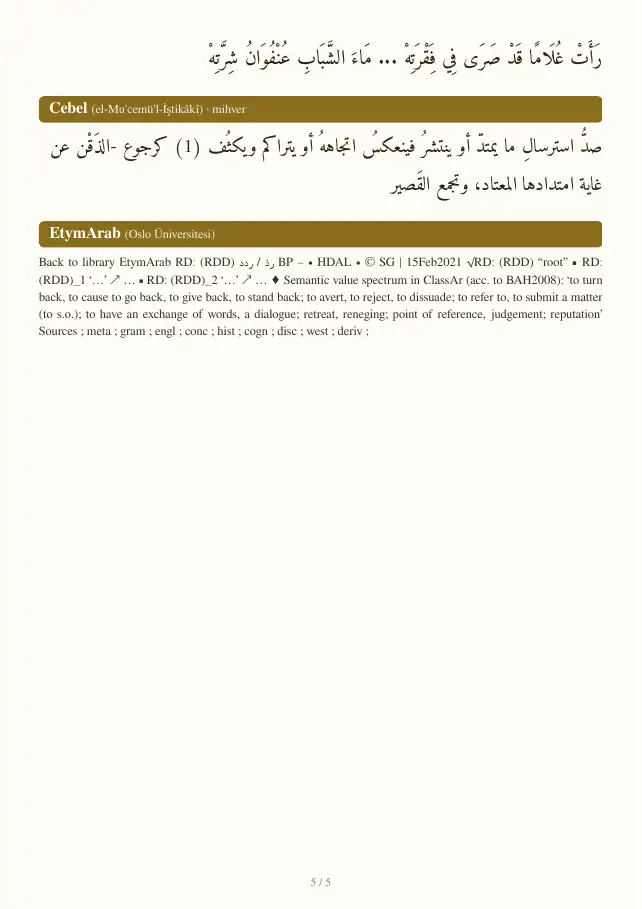 رَأَتْ غُلَامًا قَدْ صَرَى فِي فِقْرَتِهْ ... مَاءَ الشَّبَابِ عُنْفُوَانُ شِرَّتِهْ
Cebel (el-Mu'cemü'l-İştikâkî) · mihver
صدُّ استرسالِ ما يمتدّ أو ينتشرُ فينعكسُ اتجاههُ أو يتراكم ويكثُف (1) كرجوع -الذَقْن عن
غاية امتدادها المعتاد، وتجمع القَصير
EtymArab (Oslo Üniversitesi)
Back to library EtymArab RD: (RDD) ردّ / ردد BP – • HDAL • © SG | 15Feb2021 √RD: (RDD) “root” ▪ RD:
(RDD)_1 ‘…’ ↗ … ▪ RD: (RDD)_2 ‘…’ ↗ … ♦ Semantic value spectrum in ClassAr (acc. to BAH2008): ‘to turn
back, to cause to go back, to give back, to stand back; to avert, to reject, to dissuade; to refer to, to submit a matter
(to s.o.); to have an exchange of words, a dialogue; retreat, reneging; point of reference, judgement; reputation’
Sources ; meta ; gram ; engl ; conc ; hist ; cogn ; disc ; west ; deriv ;
5 / 5